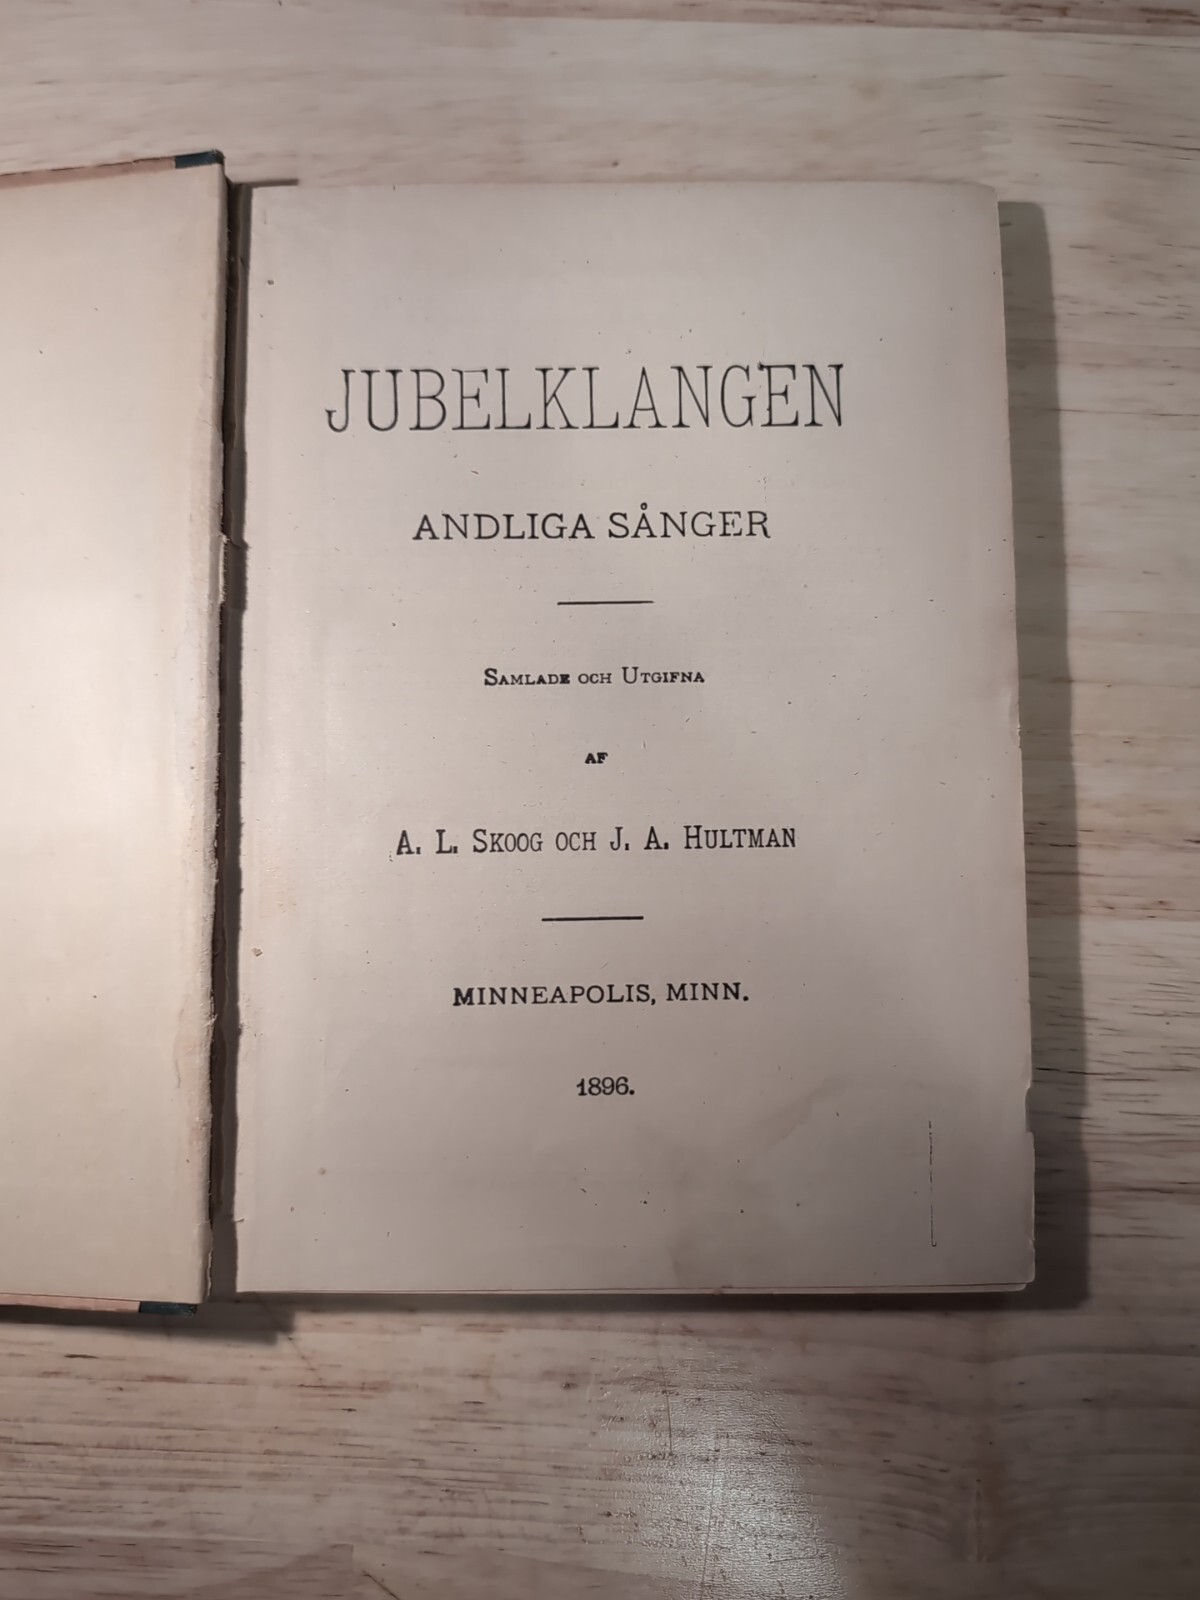 JUBELKLANGEN
ANDLIGA SÅNGER
SAMLADE OCH UTGIFNA
AF
A. L. SKOOG OCH J. A. HULTMAN
MINNEAPOLIS, MINN.
1896.